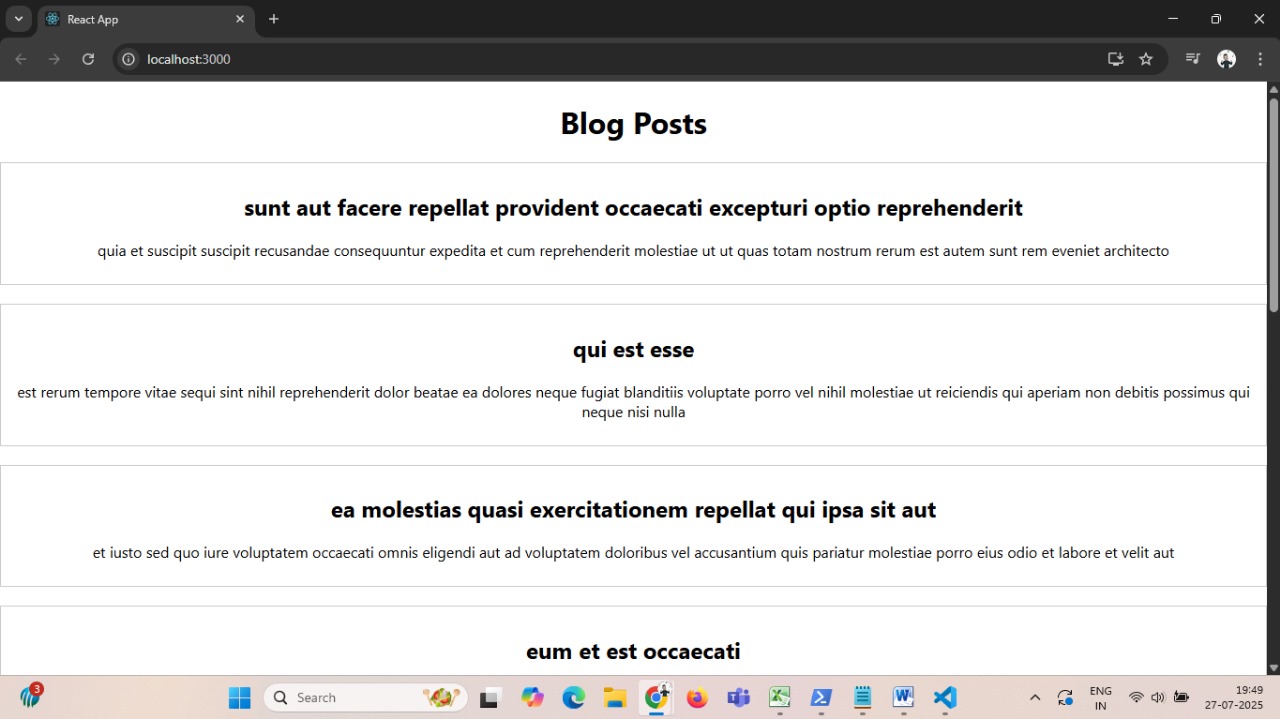 React App
localhost:3000
Blog Posts
sunt aut facere repellat provident occaecati excepturi optio reprehenderit
quia et suscipit suscipit recusandae consequuntur expedita et cum reprehenderit molestiae ut ut quas totam nostrum rerum est autem sunt rem eveniet architecto
qui est esse
est rerum tempore vitae sequi sint nihil reprehenderit dolor beatae ea dolores neque fugiat blanditiis voluptate porro vel nihil molestiae ut reiciendis qui aperiam non debitis possimus qui
neque nisi nulla
ea molestias quasi exercitationem repellat qui ipsa sit aut
et iusto sed quo iure voluptatem occaecati omnis eligendi aut ad voluptatem doloribus vel accusantium quis pariatur molestiae porro eius odio et labore et velit aut
eum et est occaecati
3
Search
ENG
IN
19:49
27-07-2025